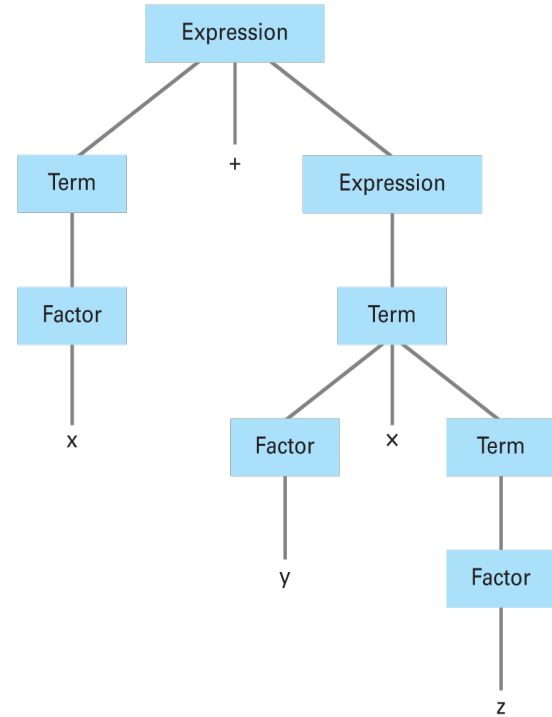 Expression
+
Term Expression
Factor Term
x Factor × Term
y Factor
z